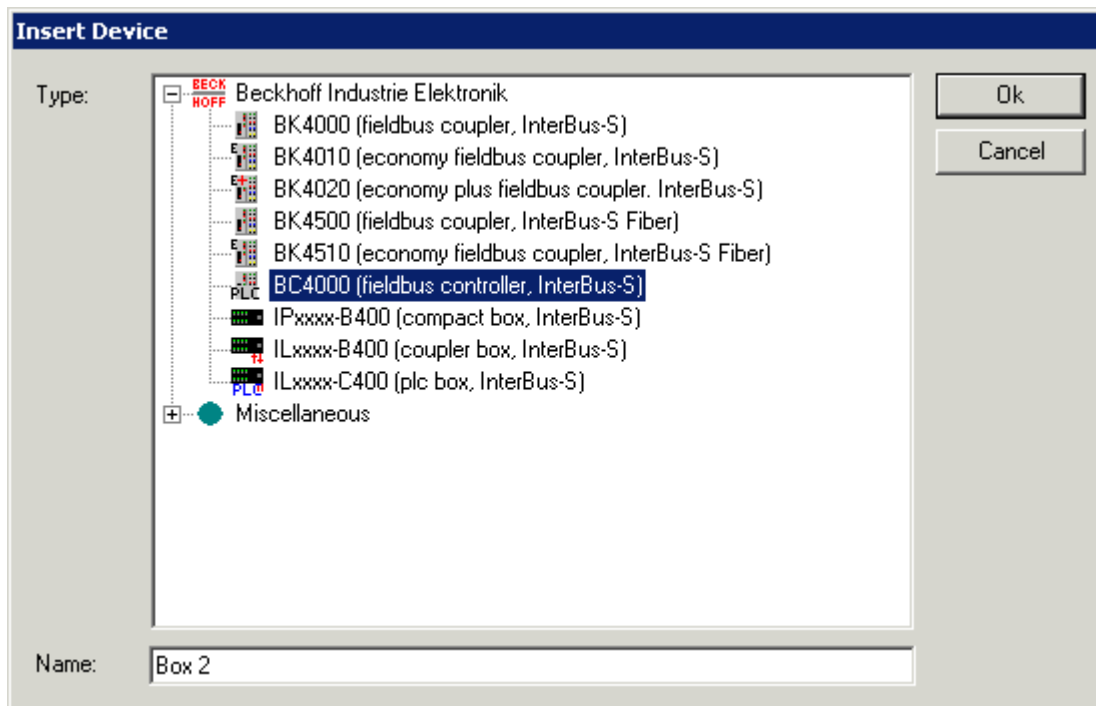 Insert Device
Type:
BECK
HOFF
Beckhoff Industrie Elektronik
Ok
BK4000 (fieldbus coupler, InterBus-S)
E
BK4010 (economy fieldbus coupler, InterBus-S)
Cancel
E+
BK4020 (economy plus fieldbus coupler. InterBus-S)
BK4500 (fieldbus coupler, InterBus-S Fiber)
E
BK4510 (economy fieldbus coupler, InterBus-S Fiber)
PLC
BC4000 (fieldbus controller, InterBus-S)
IPxxxx-B400 (compact box, InterBus-S)
ILxxxx-B400 (coupler box, InterBus-S)
PLC
ILxxxx-C400 (plc box, InterBus-S)
Miscellaneous
Name:
Box 2